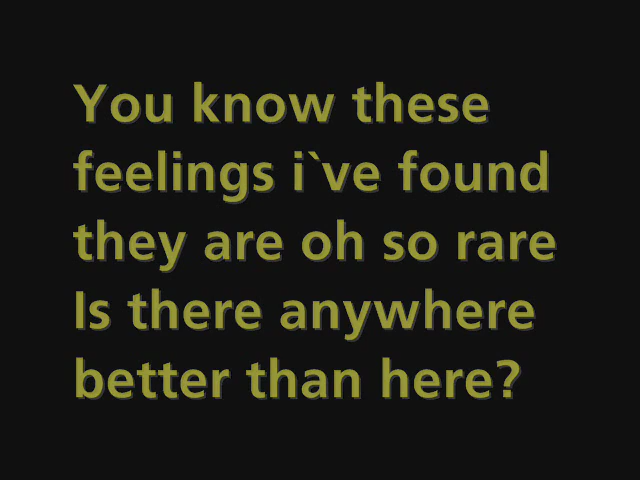 You know these
feelings i`ve found
they are oh so rare
Is there anywhere
better than here?